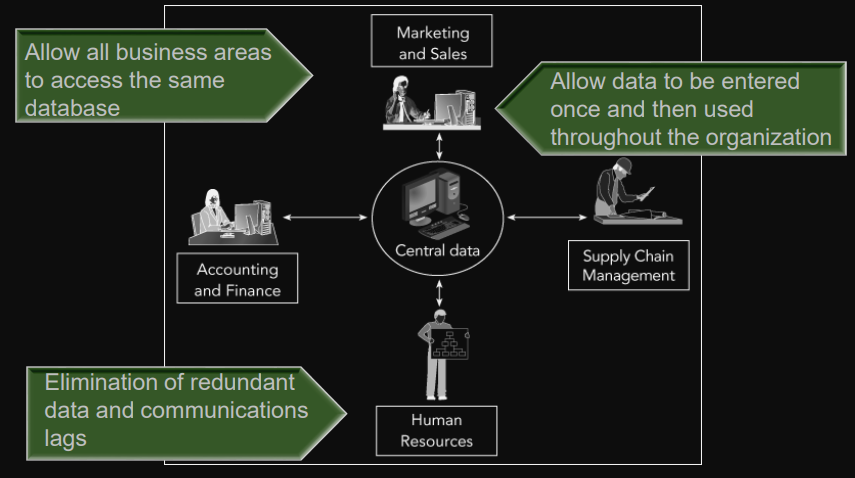 Marketing
and Sales
Allow all business areas
to access the same
database
Allow data to be entered
once and then used
throughout the organization
Central data
Accounting
and Finance
Supply Chain
Management
Elimination of redundant
data and communications
lags
Human
Resources